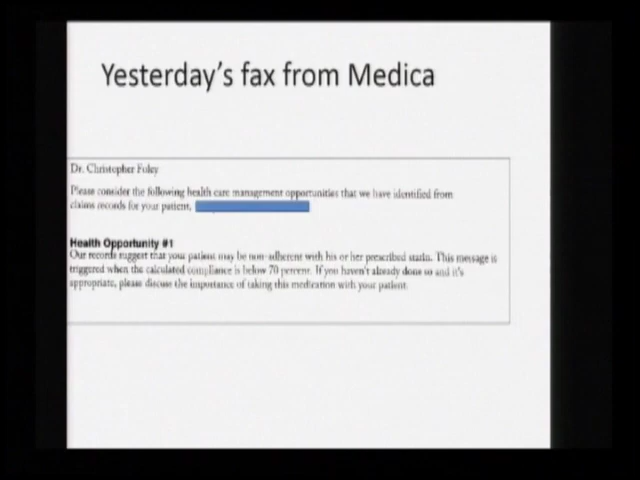 Yesterday's fax from Medica
Dr. Christopher Foley
Please consider the following health care management opportunities that we have identified from
claims records for your patient,
Health Opportunity #1
Our records suggest that your patient may be non-adherent with his or her prescribed statin. This message is
triggered when the calculated compliance is below 70 percent. If you haven't already done so and it's
appropriate, please discuss the importance of taking this medication with your patient.